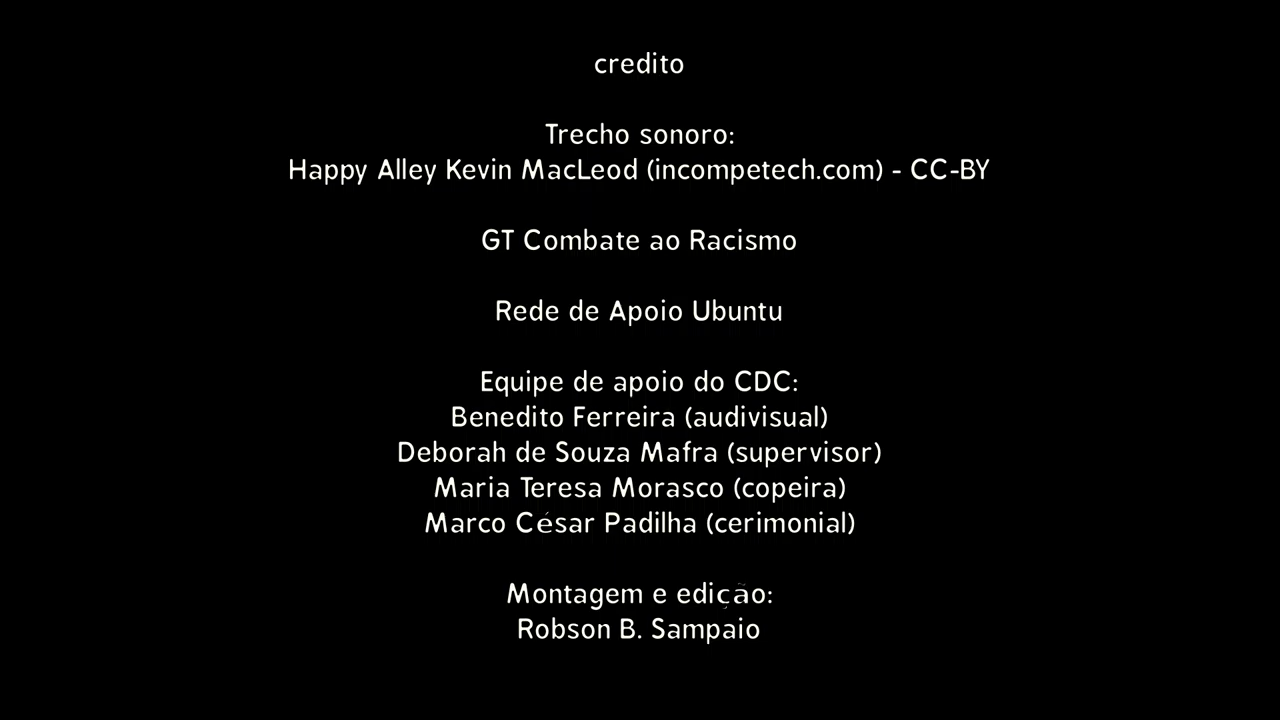 credito
Trecho sonoro:
Happy Alley Kevin MacLeod (incompetech.com) - CC-BY
GT Combate ao Racismo
Rede de Apoio Ubuntu
Equipe de apoio do CDC:
Benedito Ferreira (audivisual)
Deborah de Souza Mafra (supervisor)
Maria Teresa Morasco (copeira)
Marco César Padilha (cerimonial)
Montagem e edição:
Robson B. Sampaio